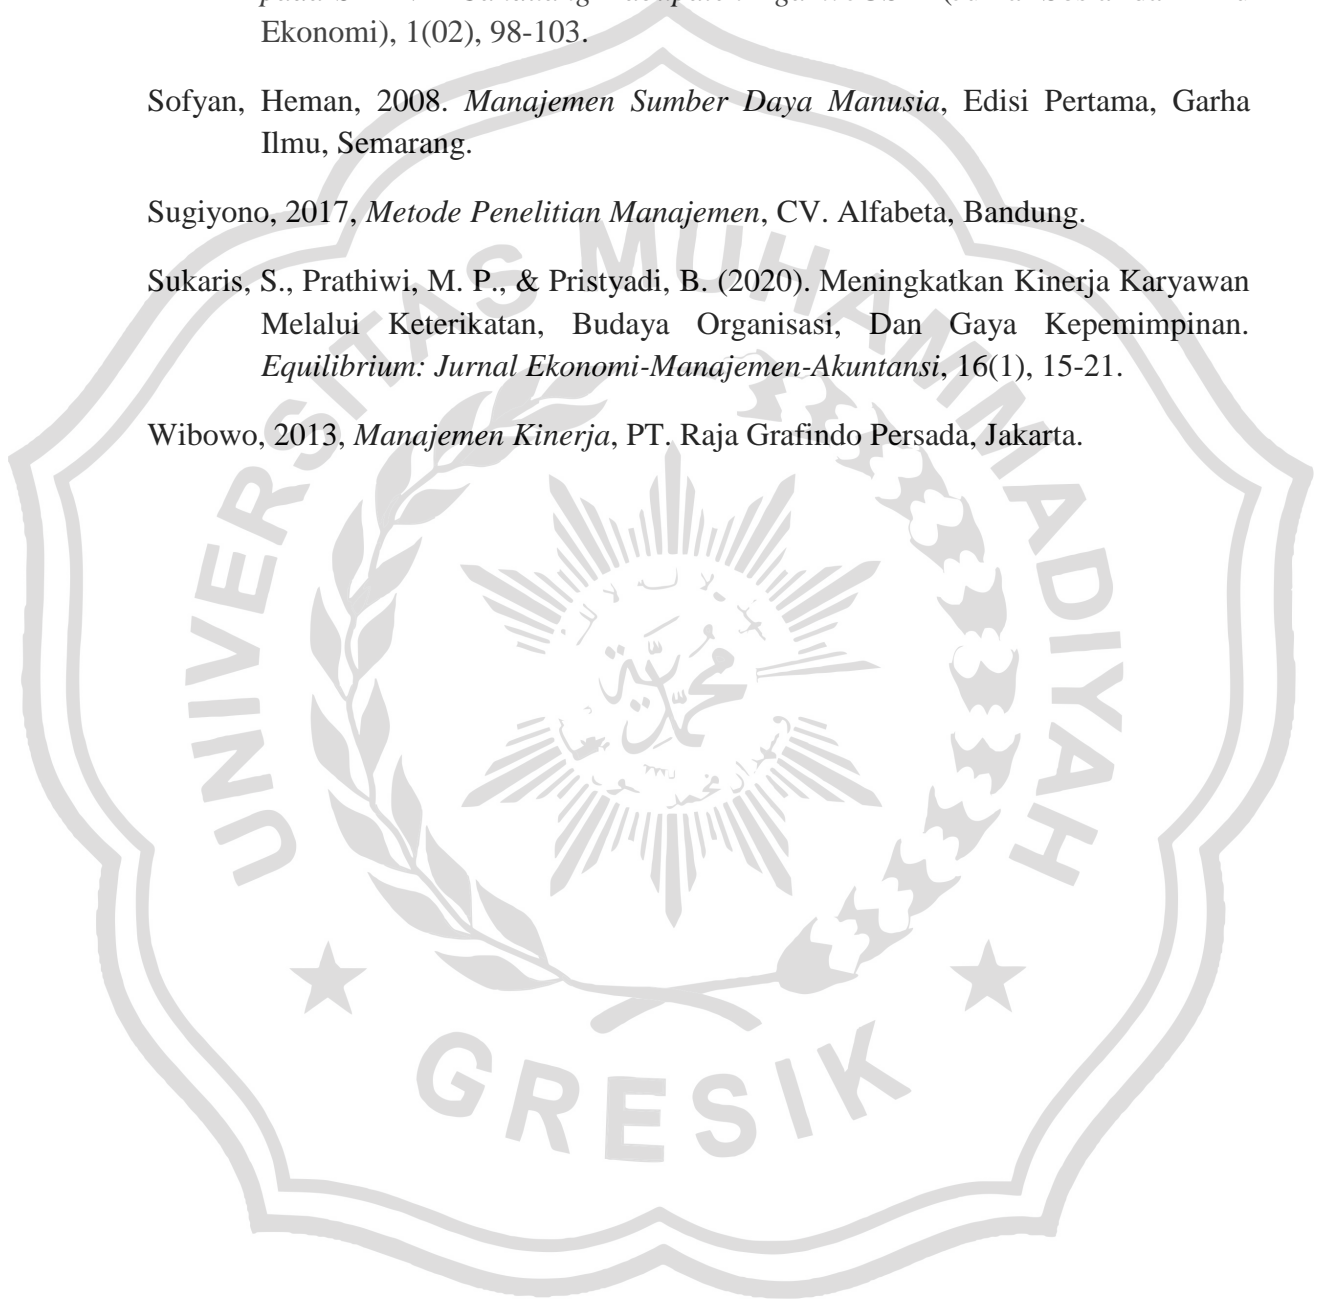 Ekonomi), 1(02), 98-103.
Sofyan, Heman, 2008. Manajemen Sumber Daya Manusia, Edisi Pertama, Garha
Ilmu, Semarang.
Sugiyono, 2017, Metode Penelitian Manajemen, CV. Alfabeta, Bandung.
Sukaris, S., Prathiwi, M. P., & Pristyadi, B. (2020). Meningkatkan Kinerja Karyawan
Melalui Keterikatan, Budaya Organisasi, Dan Gaya Kepemimpinan.
Equilibrium: Jurnal Ekonomi-Manajemen-Akuntansi, 16(1), 15-21.
Wibowo, 2013, Manajemen Kinerja, PT. Raja Grafindo Persada, Jakarta.
UNIVERSITAS MUHAMMADIYAH
GRESIK